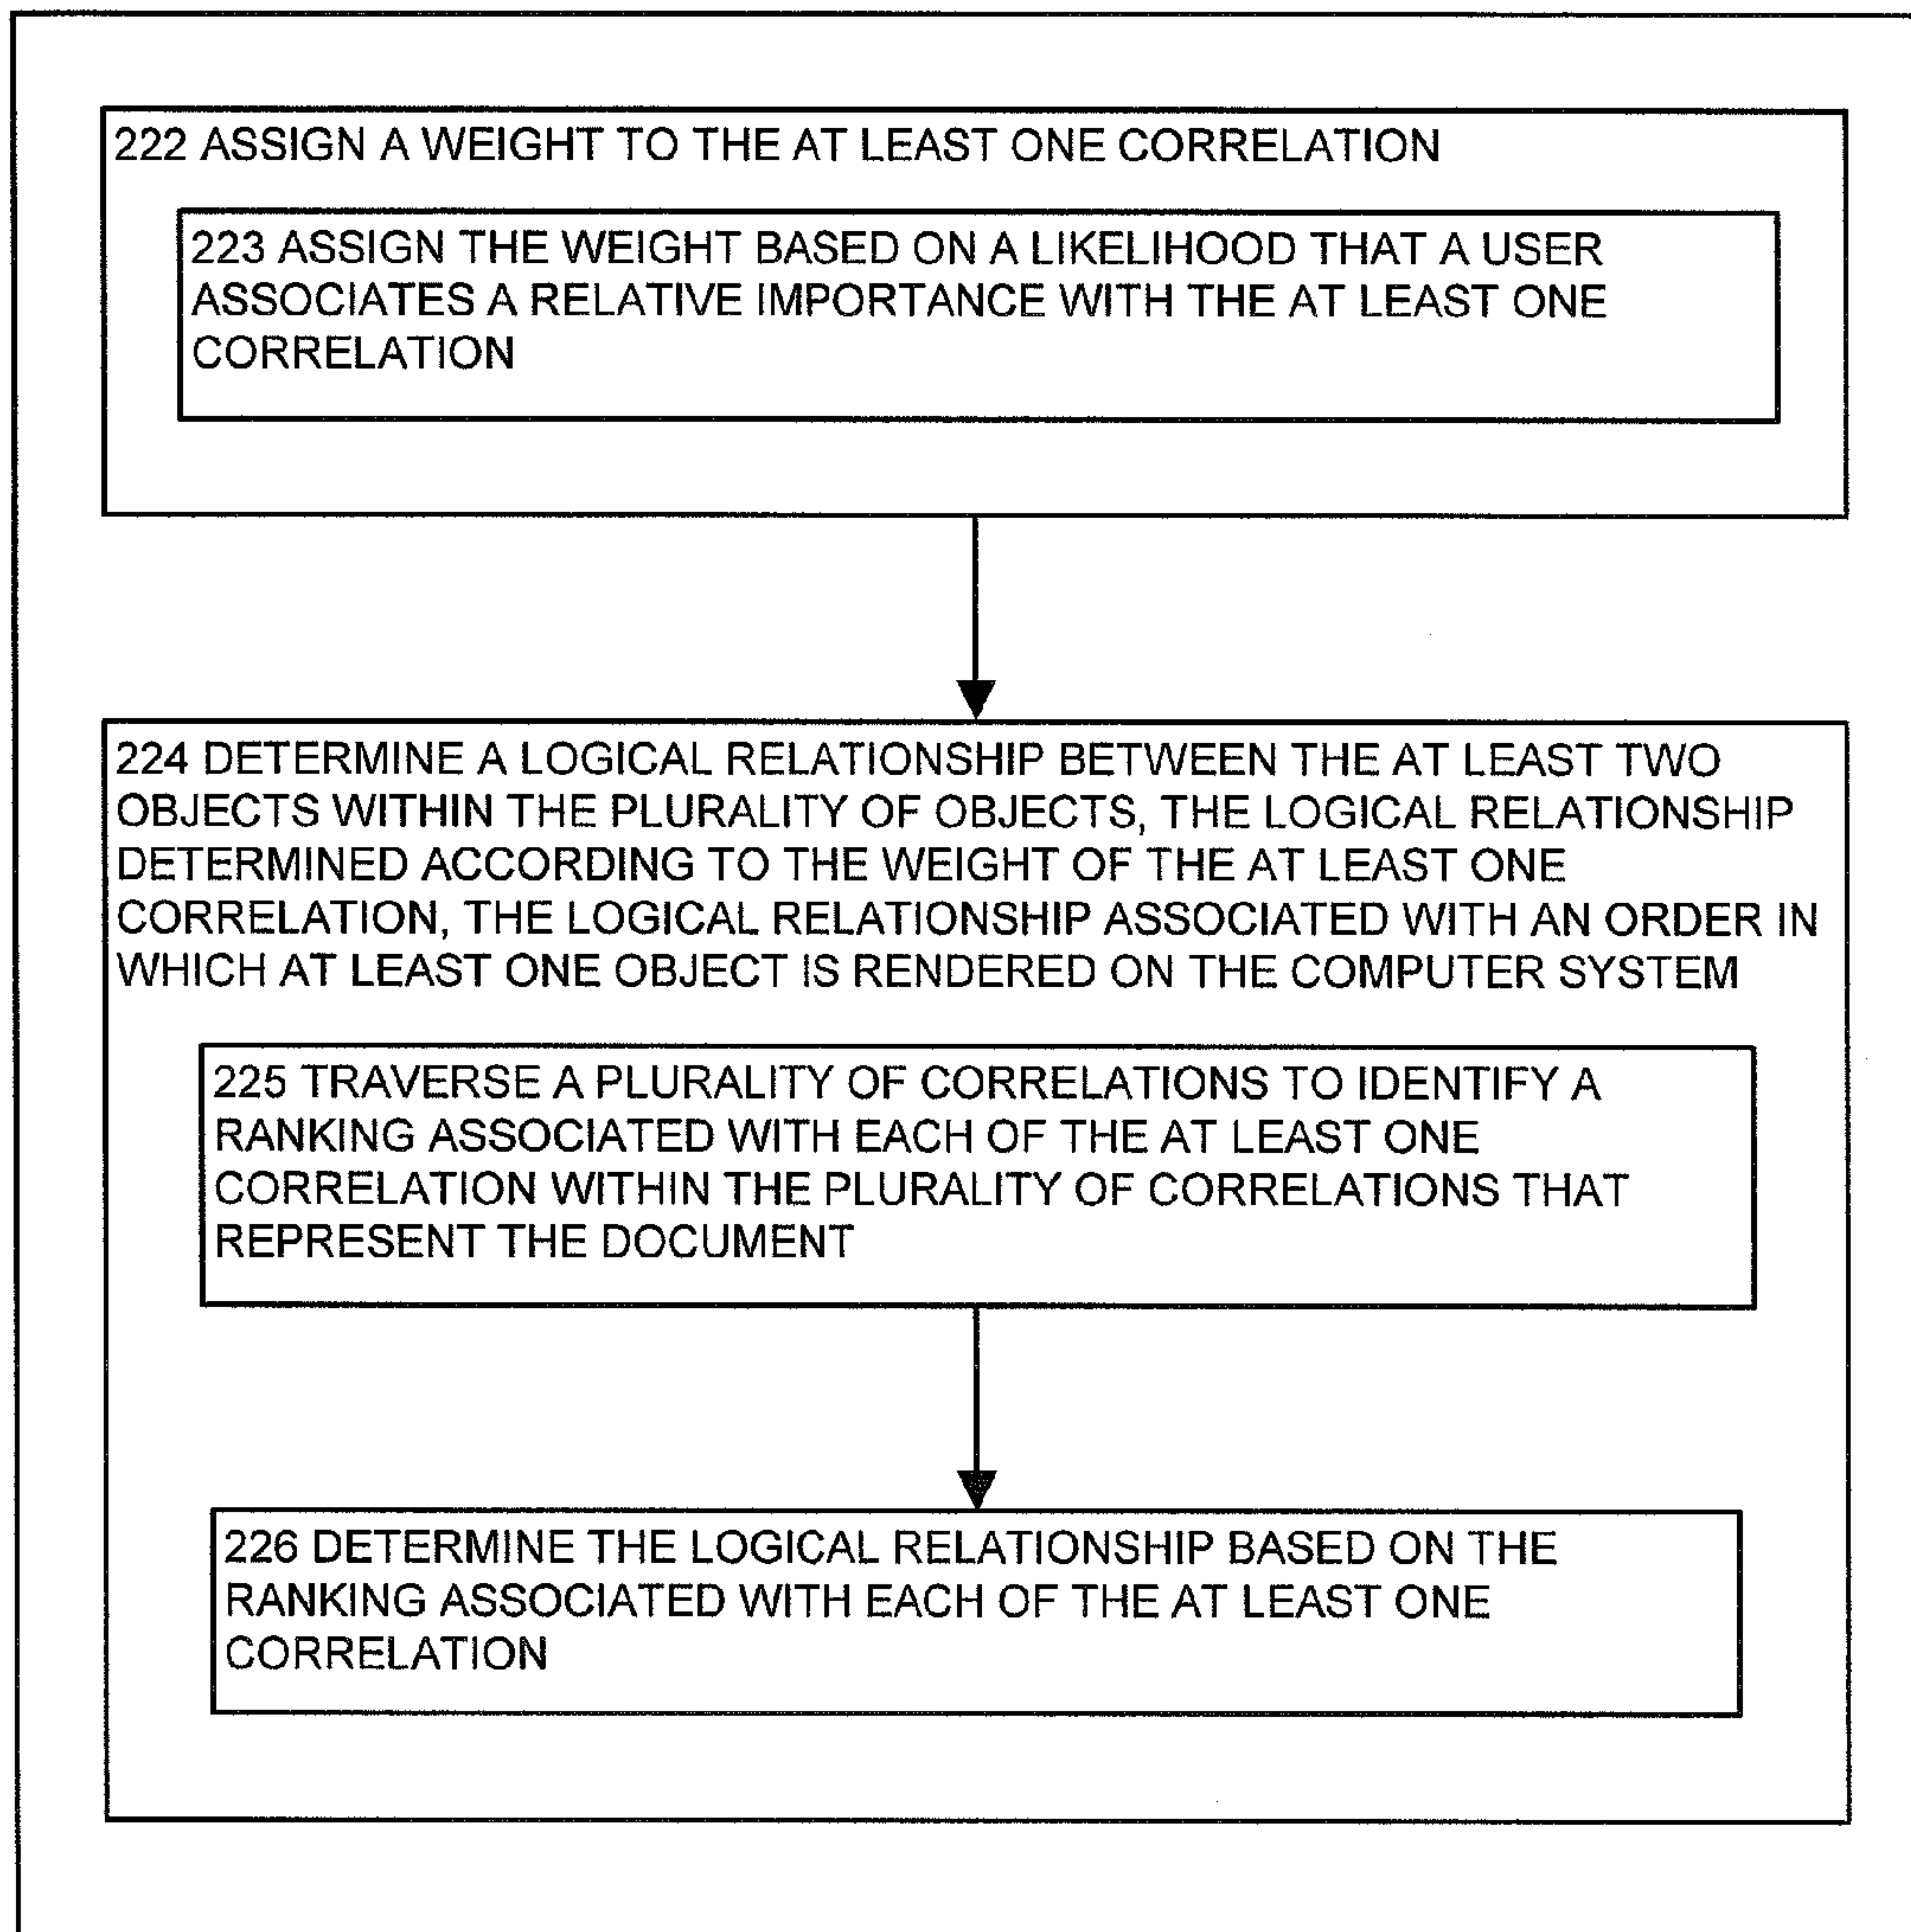 222 ASSIGN A WEIGHT TO THE AT LEAST ONE CORRELATION
223 ASSIGN THE WEIGHT BASED ON A LIKELIHOOD THAT A USER
ASSOCIATES A RELATIVE IMPORTANCE WITH THE AT LEAST ONE
CORRELATION
224 DETERMINE A LOGICAL RELATIONSHIP BETWEEN THE AT LEAST TWO
OBJECTS WITHIN THE PLURALITY OF OBJECTS, THE LOGICAL RELATIONSHIP
DETERMINED ACCORDING TO THE WEIGHT OF THE AT LEAST ONE
CORRELATION, THE LOGICAL RELATIONSHIP ASSOCIATED WITH AN ORDER IN
WHICH AT LEAST ONE OBJECT IS RENDERED ON THE COMPUTER SYSTEM
225 TRAVERSE A PLURALITY OF CORRELATIONS TO IDENTIFY A
RANKING ASSOCIATED WITH EACH OF THE AT LEAST ONE
CORRELATION WITHIN THE PLURALITY OF CORRELATIONS THAT
REPRESENT THE DOCUMENT
226 DETERMINE THE LOGICAL RELATIONSHIP BASED ON THE
RANKING ASSOCIATED WITH EACH OF THE AT LEAST ONE
CORRELATION